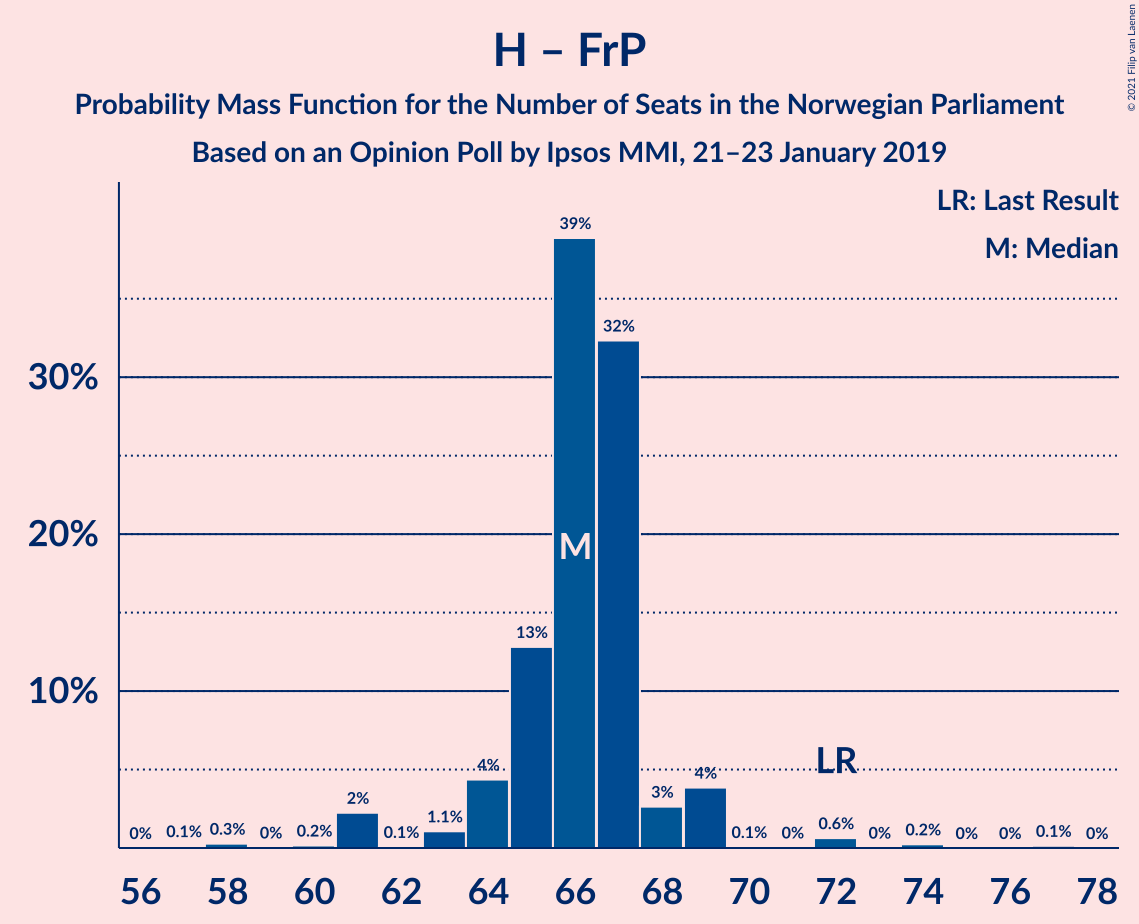 H – FrP
Probability Mass Function for the Number of Seats in the Norwegian Parliament
Based on an Opinion Poll by Ipsos MMI, 21–23 January 2019
© 2021 Filip van Laenen
LR: Last Result
M: Median
30%
20%
10%
0%
0.1%
0.3%
0%
0.2%
2%
0.1%
1.1%
4%
13%
39%
32%
3%
4%
0.1%
0%
0.6%
0%
0.2%
0%
0%
0.1%
0%
M
LR
56 58 60 62 64 66 68 70 72 74 76 78